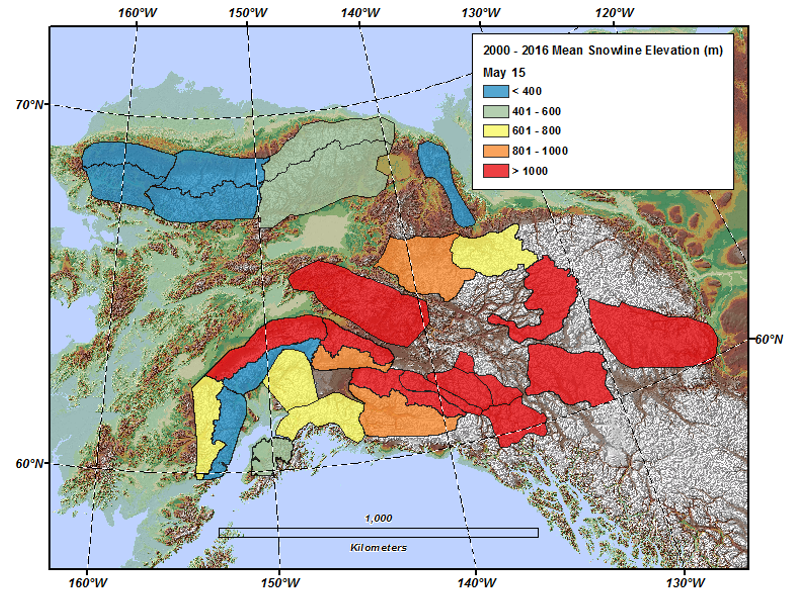 160°W 150°W 140°W 130°W 120°W
2000 - 2016 Mean Snowline Elevation (m)
May 15
< 400
401 - 600
601 - 800
801 - 1000
> 1000
70°N
60°N
60°N
1,000
Kilometers
160°W 150°W 140°W 130°W